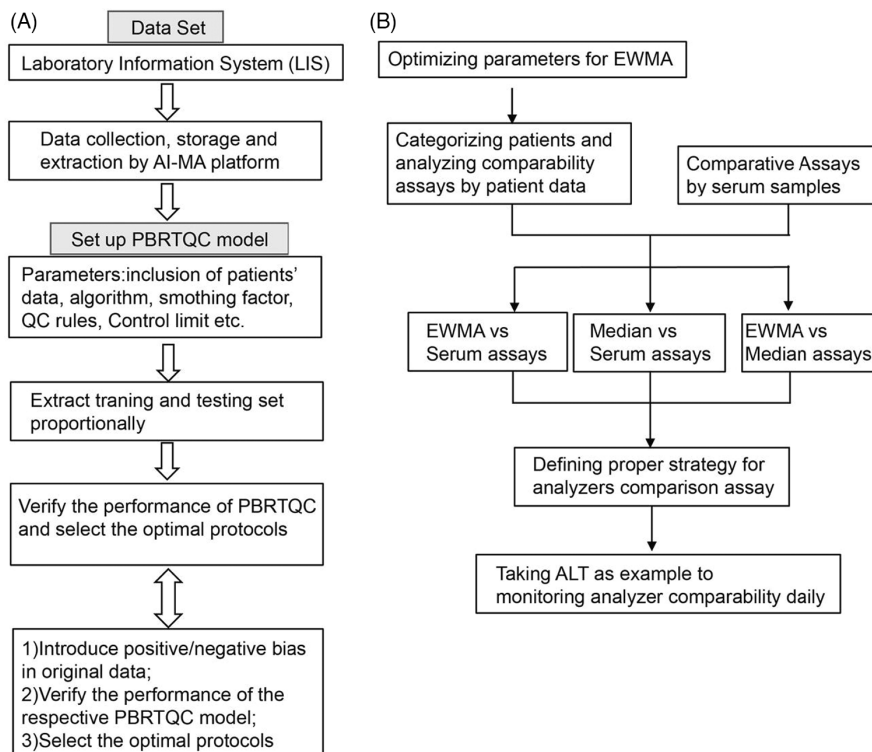 (A)
Data Set
Laboratory Information System (LIS)
Data collection, storage and
extraction by AI-MA platform
Set up PBRTQC model
Parameters:inclusion of patients'
data, algorithm, smothing factor,
QC rules, Control limit etc.
Extract traning and testing set
proportionally
Verify the performance of PBRTQC
and select the optimal protocols
1)Introduce positive/negative bias
in original data;
2)Verify the performance of the
respective PBRTQC model;
3)Select the optimal protocols
(B)
Optimizing parameters for EWMA
Categorizing patients and
analyzing comparability
assays by patient data
Comparative Assays
by serum samples
EWMA vs
Serum assays
Median vs
Serum assays
EWMA vs
Median assays
Defining proper strategy for
analyzers comparison assay
Taking ALT as example to
monitoring analyzer comparability daily